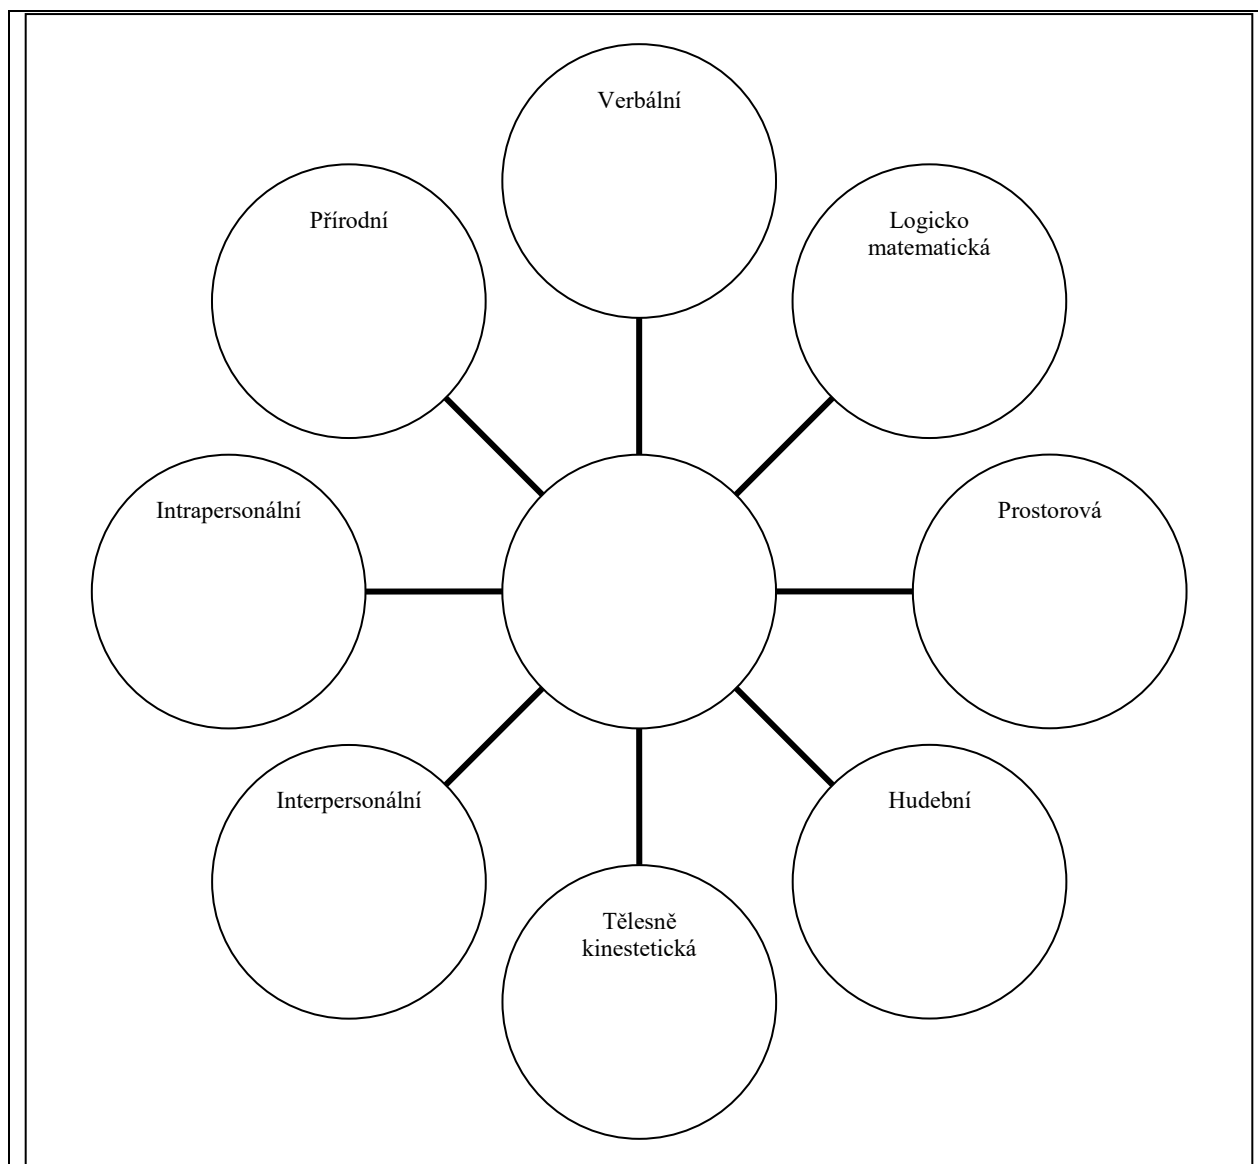 Verbální
Přírodní
Logicko
matematická
Intrapersonální
Prostorová
Interpersonální
Hudební
Tělesně
kinestetická